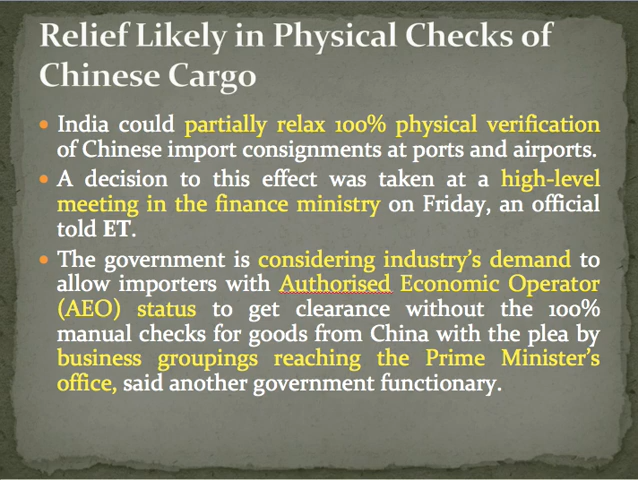 Relief Likely in Physical Checks of
Chinese Cargo
• India could partially relax 100% physical verification
of Chinese import consignments at ports and airports.
• A decision to this effect was taken at a high-level
meeting in the finance ministry on Friday, an official
told ET.
• The government is considering industry's demand to
allow importers with Authorised Economic Operator
(AEO) status to get clearance without the 100%
manual checks for goods from China with the plea by
business groupings reaching the Prime Minister's
office, said another government functionary.